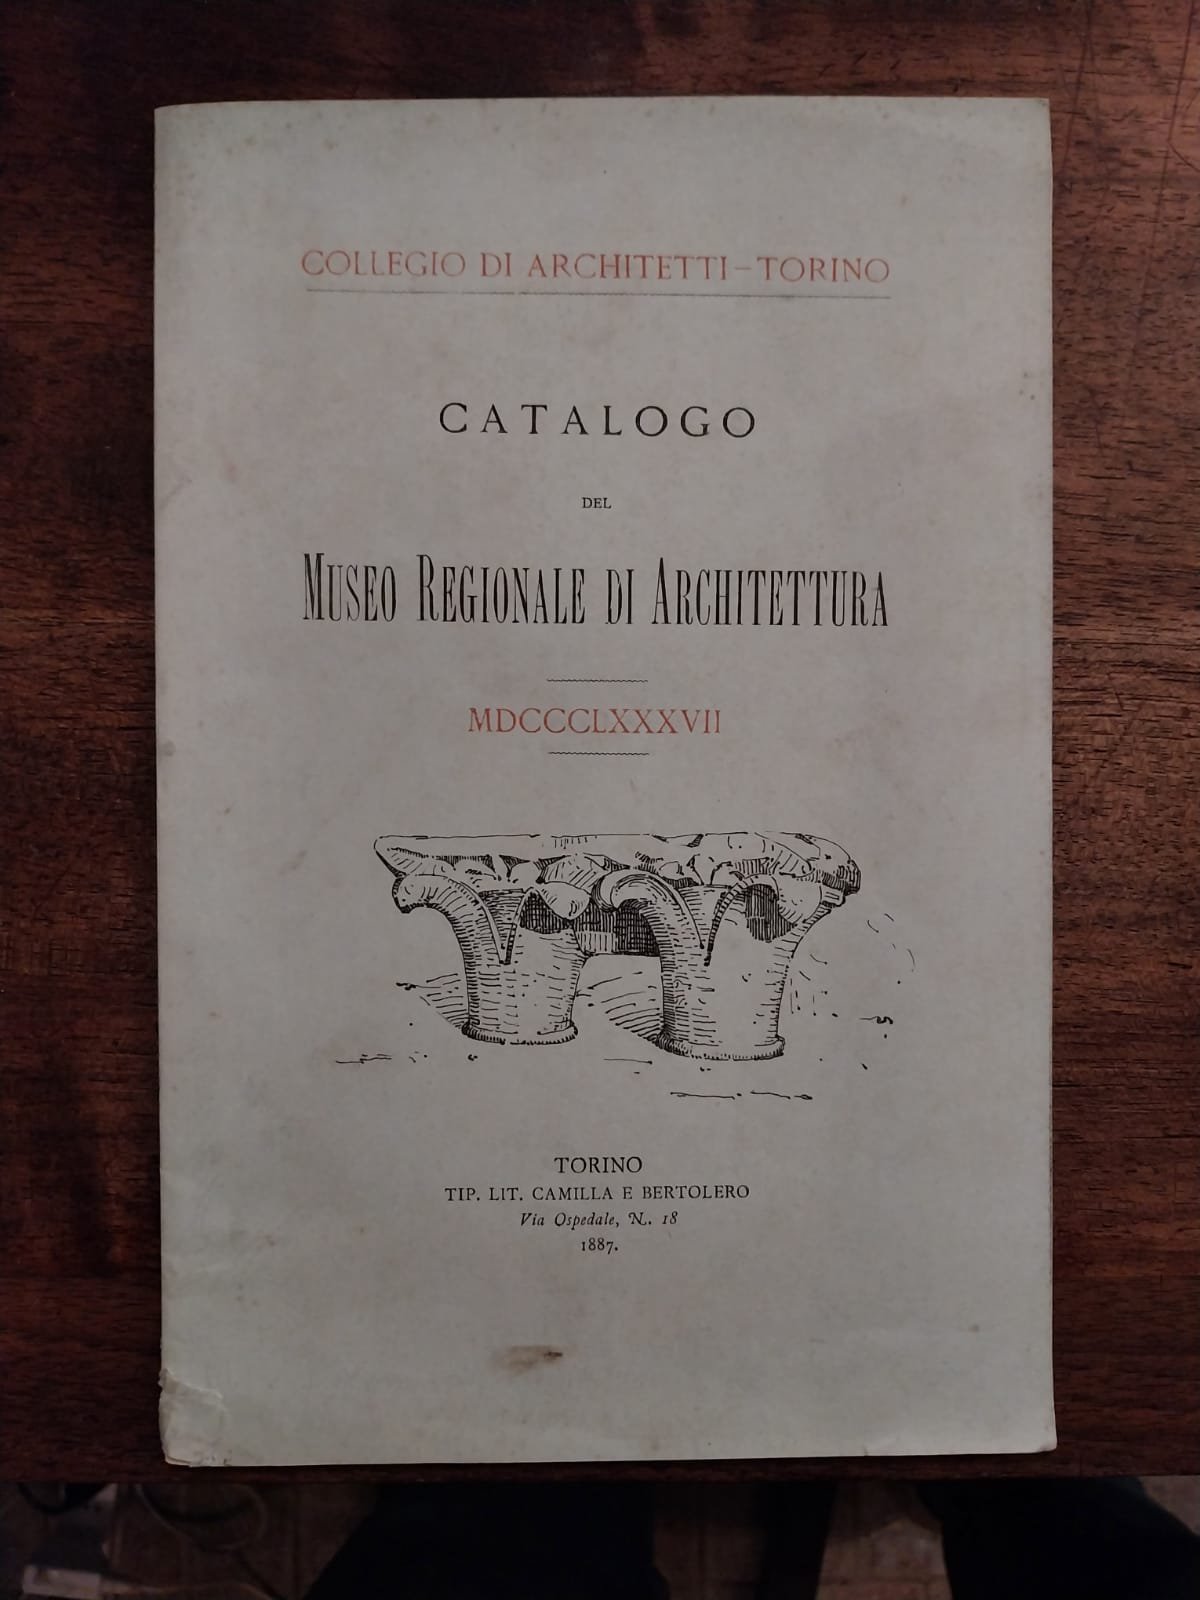 COLLEGIO DI ARCHITETTI – TORINO
CATALOGO
DEL
MUSEO REGIONALE DI ARCHITETTURA
MDCCCLXXXVII
TORINO
TIP. LIT. CAMILLA E BERTOLERO
Via Ospedale, N. 18
1887.